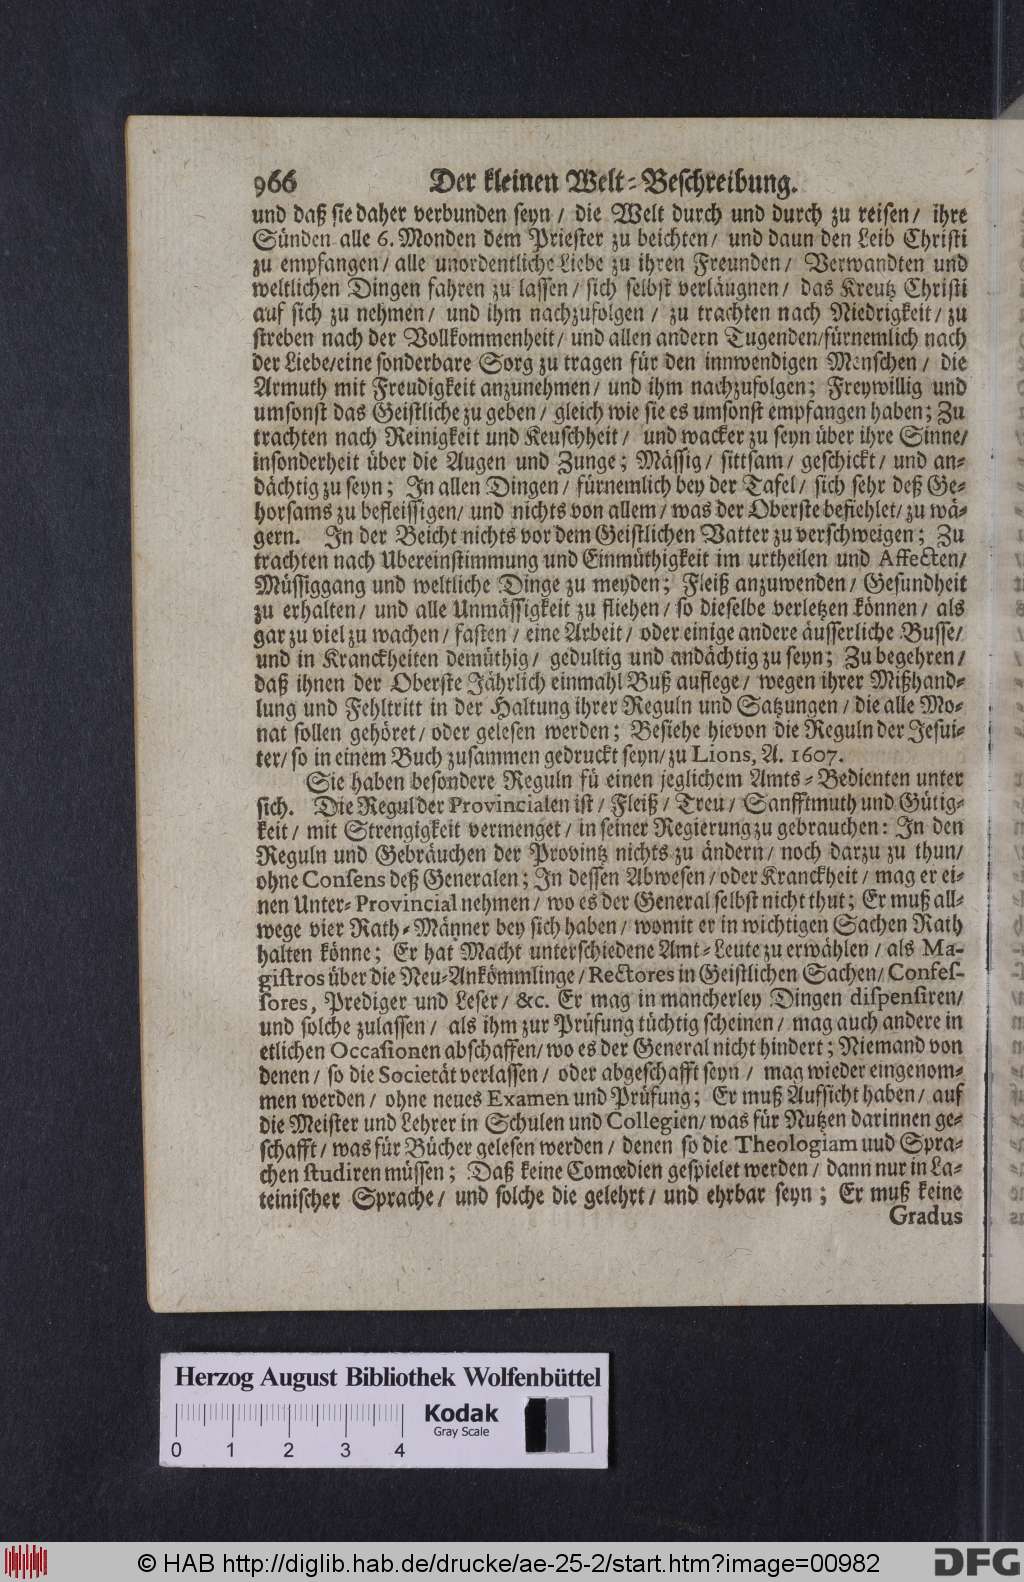 966 Der kleinen Welt-Beschreibung.
und daß sie daher verbunden seyn / die Welt durch und durch zu reisen / ihre
Sünden alle 6. Monden dem Priester zu beichten / und daun den Leib Christi
zu empfangen / alle unordentliche Liebe zu ihren Freunden / Verwandten und
weltlichen Dingen fahren zu lassen / sich selbst verläugnen / das Kreutz Christi
auf sich zu nehmen / und ihm nachzufolgen / zu trachten nach Niedrigkeit / zu
streben nach der Vollkommenheit / und allen andern Tugenden / fürnemlich nach
der Liebe / eine sonderbare Sorg zu tragen für den innwendigen Menschen / die
Armuth mit Freudigkeit anzunehmen / und ihm nachzufolgen; Freywillig und
umsonst das Geistliche zu geben / gleich wie sie es umsonst empfangen haben; Zu
trachten nach Reinigkeit und Keuschheit / und wacker zu seyn über ihre Sinne /
insonderheit über die Augen und Zunge; Mässig / sittsam / geschickt / und an-
dächtig zu seyn; In allen Dingen / fürnemlich bey der Tafel / sich sehr deß Ge-
horsams zu befleissigen / und nichts von allem / was der Oberste befiehlet / zu wä-
gern. In der Beicht nichts vor dem Geistlichen Vatter zu verschweigen; Zu
trachten nach Ubereinstimmung und Einmüthigkeit im urtheilen und Affecten /
Müssiggang und weltliche Dinge zu meyden; Fleiß anzuwenden / Gesundheit
zu erhalten / und alle Unmässigkeit zu fliehen / so dieselbe verletzen können / als
gar zu viel zu wachen / fasten / eine Arbeit / oder einige andere äusserliche Busse /
und in Kranckheiten demüthig / gedultig und andächtig zu seyn; Zu begehren /
daß ihnen der Oberste Jährlich einmahl Buß auflege / wegen ihrer Mißhand-
lung und Fehltritt in der Haltung ihrer Reguln und Satzungen / die alle Mo-
nat sollen gehöret / oder gelesen werden; Besiehe hievon die Reguln der Jesui-
ter / so in einem Buch zusammen gedruckt seyn / zu Lions, A. 1607.
Sie haben besondere Reguln fü einen jeglichem Amts-Bedienten unter
sich. Die Regul der Provincialen ist / Fleiß / Treu / Sanfftmuth und Gütig-
keit / mit Strengigkeit vermenget / in seiner Regierung zu gebrauchen: In den
Reguln und Gebräuchen der Provintz nichts zu ändern / noch darzu zu thun /
ohne Consens deß Generalen; In dessen Abwesen / oder Kranckheit / mag er ei-
nen Unter-Provincial nehmen / wo es der General selbst nicht thut; Er muß all-
wege vier Rath-Männer bey sich haben / womit er in wichtigen Sachen Rath
halten könne; Er hat Macht unterschiedene Amt-Leute zu erwählen / als Ma-
gistros über die Neu-Ankömmlinge / Rectores in Geistlichen Sachen / Confes-
sores, Prediger und Leser / &c. Er mag in mancherley Dingen dispensiren /
und solche zulassen / als ihm zur Prüfung tüchtig scheinen / mag auch andere in
etlichen Occasionen abschaffen / wo es der General nicht hindert; Niemand von
denen / so die Societät verlassen / oder abgeschafft seyn / mag wieder eingenom-
men werden / ohne neues Examen und Prüfung; Er muß Aufsicht haben / auf
die Meister und Lehrer in Schulen und Collegien / was für Nutzen darinnen ge-
schafft / was für Bücher gelesen werden / denen so die Theologiam uud Spra-
chen studiren müssen; Daß keine Comœdien gespielet werden / dann nur in La-
teinischer Sprache / und solche die gelehrt / und ehrbar seyn; Er muß keine
Gradus
Herzog August Bibliothek Wolfenbüttel
Kodak
Gray Scale
0 1 2 3 4
© HAB http://diglib.hab.de/drucke/ae-25-2/start.htm?image=00982
DFG